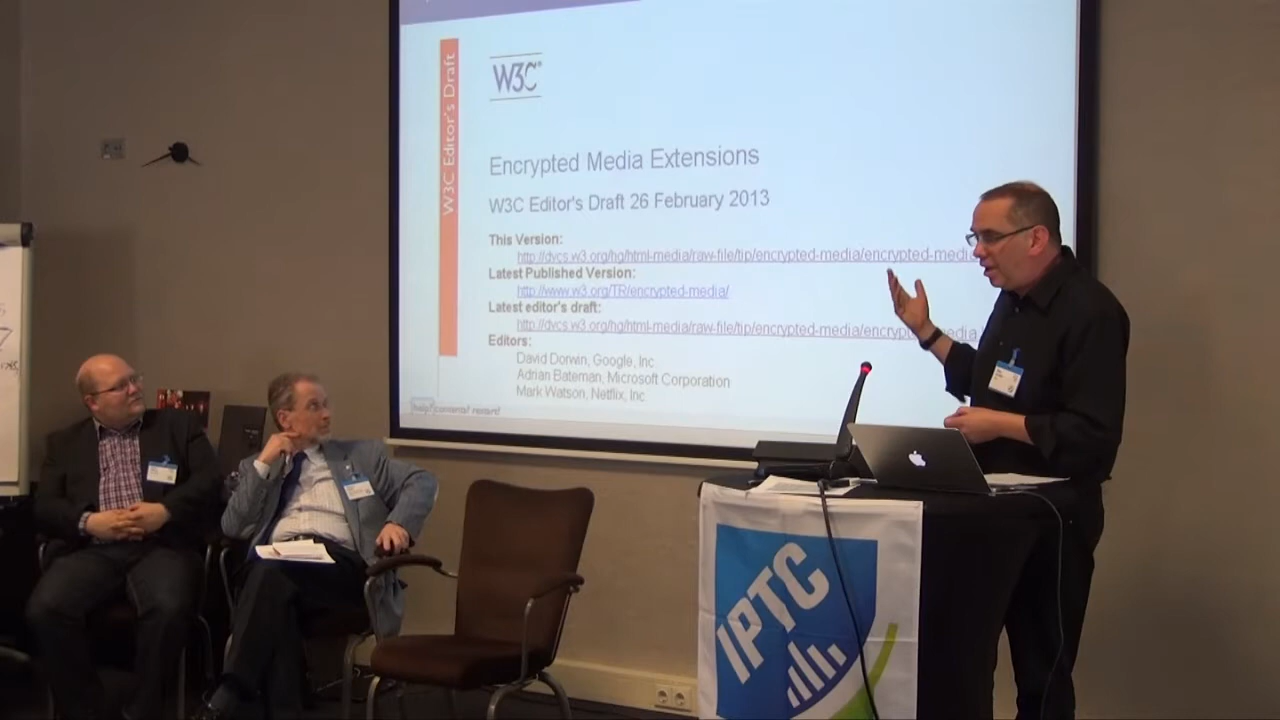 W3C Editor's Draft
W3C
Encrypted Media Extensions
W3C Editor's Draft 26 February 2013
This Version:
http://dvcs.w3.org/hg/html-media/raw-file/tip/encrypted-media/encrypted-media
Latest Published Version:
http://www.w3.org/TR/encrypted-media/
Latest editor's draft:
http://dvcs.w3.org/hg/html-media/raw-file/tip/encrypted-media/encrypted-media
Editors:
David Dorwin, Google, Inc.
Adrian Bateman, Microsoft Corporation
Mark Watson, Netflix, Inc.
help? contents! restart!
IPTC